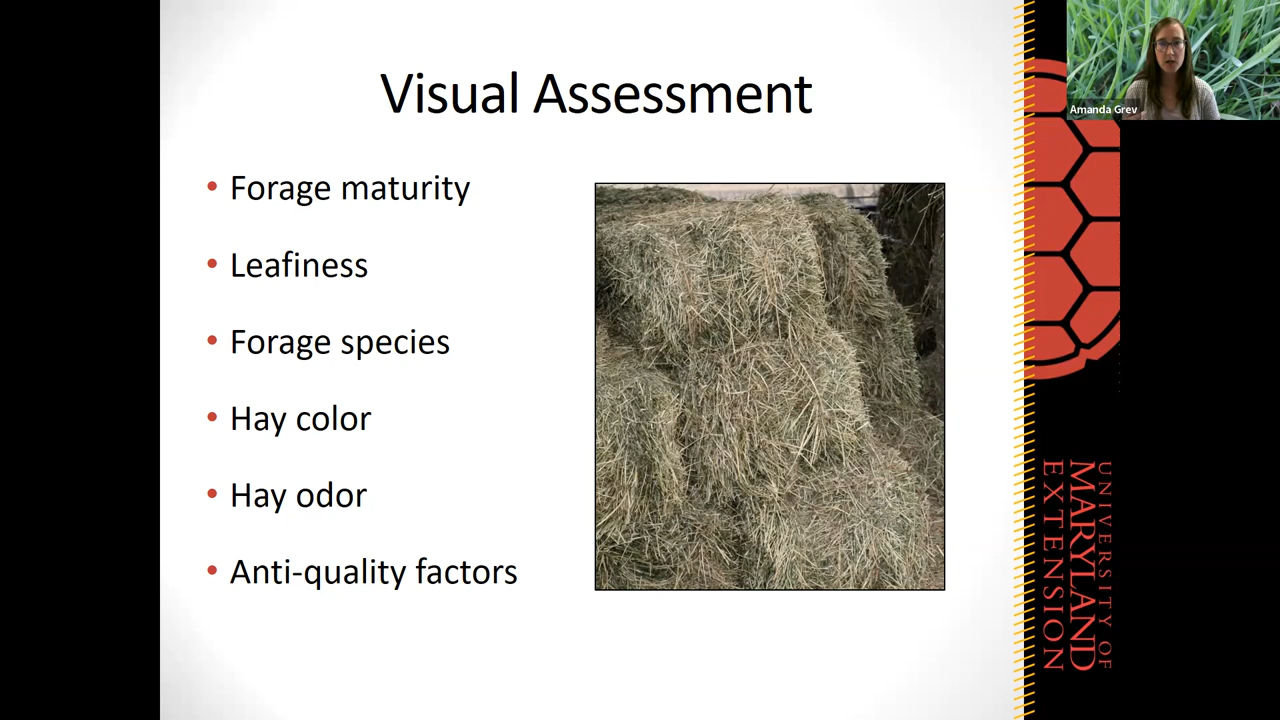 Visual Assessment
• Forage maturity
• Leafiness
• Forage species
• Hay color
• Hay odor
• Anti-quality factors
Amanda Grev
UNIVERSITY OF
MARYLAND
EXTENSION